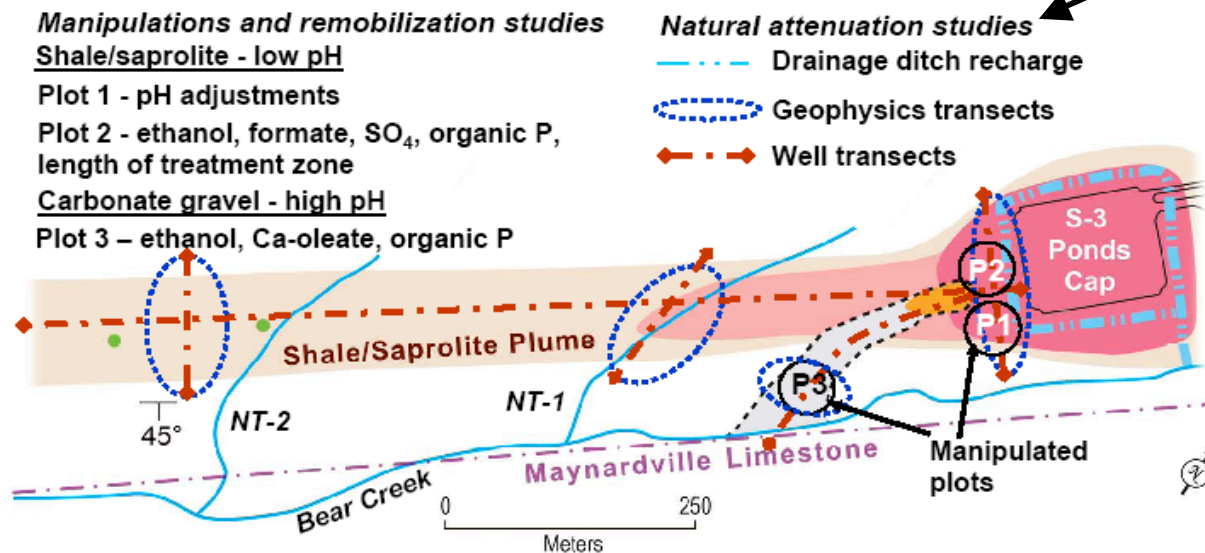 Manipulations and remobilization studies
Shale/saprolite - low pH
Plot 1 - pH adjustments
Plot 2 - ethanol, formate, SO₄, organic P,
length of treatment zone
Carbonate gravel - high pH
Plot 3 – ethanol, Ca-oleate, organic P
Natural attenuation studies
Drainage ditch recharge
Geophysics transects
Well transects
S-3
Ponds
Cap
P2
P1
P3
Shale/Saprolite Plume
NT-1
NT-2
45°
Manipulated
plots
Maynardville Limestone
Bear Creek
0 250
Meters